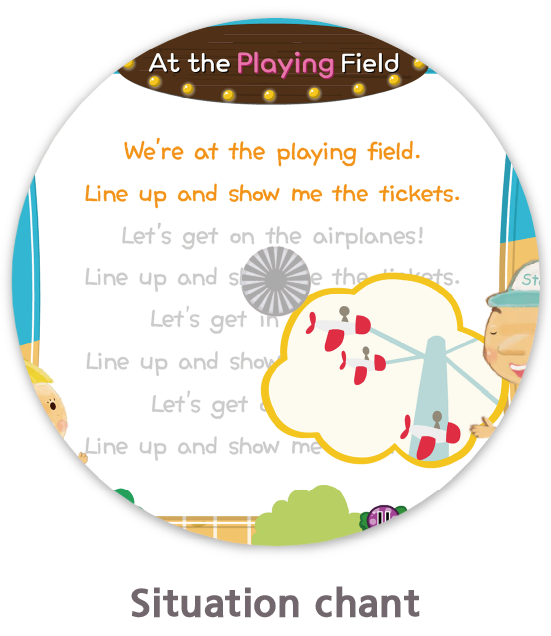 At the Playing Field
We're at the playing field.
Line up and show me the tickets.
Let's get on the airplanes!
Line up and s e the tickets.
Let's get in
Line up and show
Let's get
Line up and show me
St
Situation chant